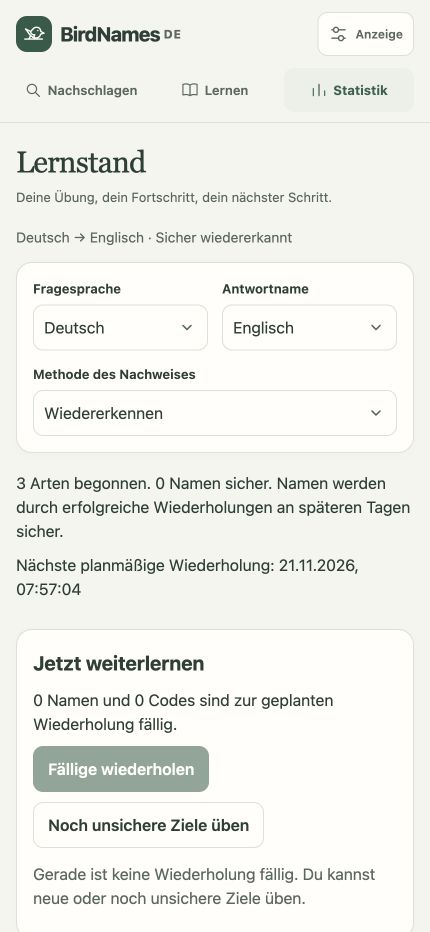 BirdNames DE
Anzeige
Nachschlagen
Lernen
Statistik
Lernstand
Deine Übung, dein Fortschritt, dein nächster Schritt.
Deutsch → Englisch · Sicher wiedererkannt
Fragesprache
Antwortname
Deutsch
Englisch
Methode des Nachweises
Wiedererkennen
3 Arten begonnen. 0 Namen sicher. Namen werden
durch erfolgreiche Wiederholungen an späteren Tagen
sicher.
Nächste planmäßige Wiederholung: 21.11.2026,
07:57:04
Jetzt weiterlernen
0 Namen und 0 Codes sind zur geplanten
Wiederholung fällig.
Fällige wiederholen
Noch unsichere Ziele üben
Gerade ist keine Wiederholung fällig. Du kannst
neue oder noch unsichere Ziele üben.